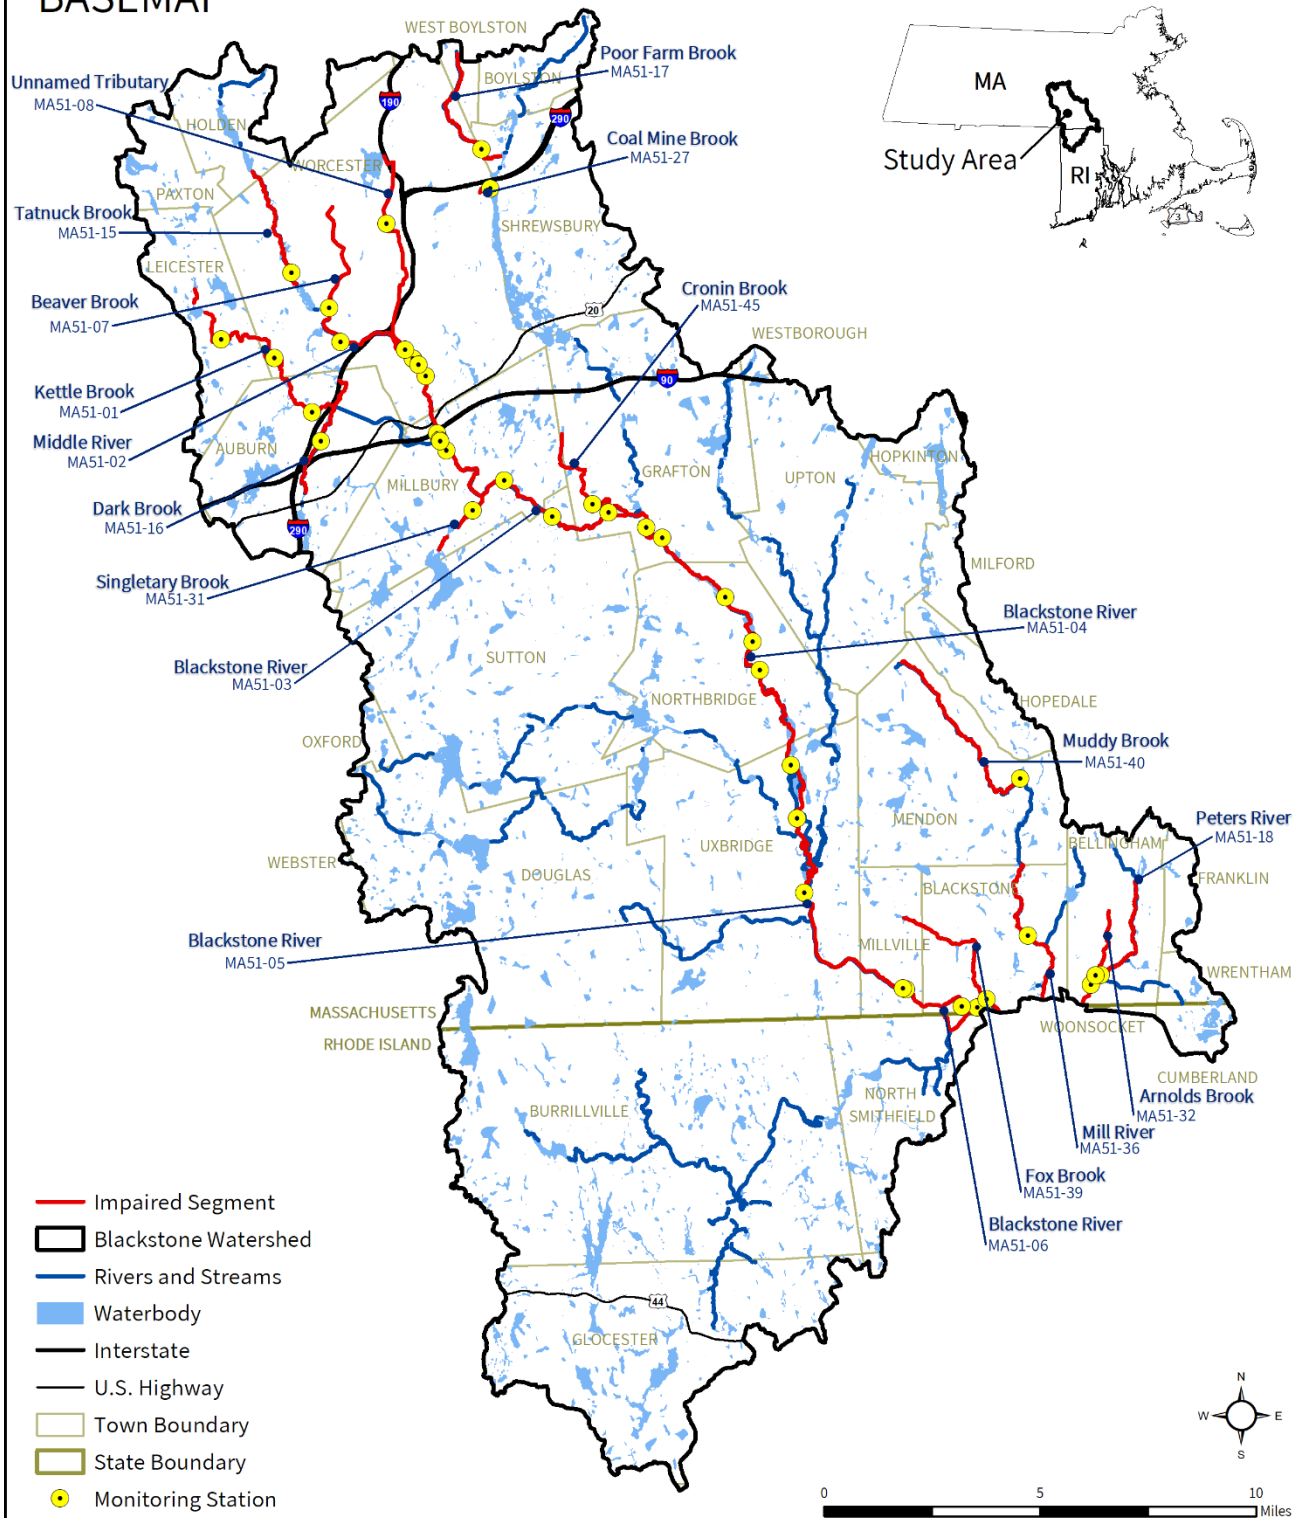 BASEMAP
WEST BOYLSTON
Poor Farm Brook
MA51-17
BOYLSTON
Unnamed Tributary
MA51-08
190
290
HOLDEN
WORCESTER
Coal Mine Brook
MA51-27
PAXTON
Tatnuck Brook
MA51-15
SHREWSBURY
LEICESTER
Beaver Brook
MA51-07
20
Cronin Brook
MA51-45
WESTBOROUGH
90
Kettle Brook
MA51-01
Middle River
MA51-02
AUBURN
MILLBURY
GRAFTON
UPTON
HOPKINTON
Dark Brook
MA51-16
290
Singletary Brook
MA51-31
MILFORD
Blackstone River
MA51-04
Blackstone River
MA51-03
SUTTON
NORTHBRIDGE
HOPEDALE
OXFORD
Muddy Brook
MA51-40
MENDON
Peters River
MA51-18
UXBRIDGE
BELLINGHAM
WEBSTER
DOUGLAS
BLACKSTONE
FRANKLIN
Blackstone River
MA51-05
MILLVILLE
WRENTHAM
MASSACHUSETTS
RHODE ISLAND
WOONSOCKET
CUMBERLAND
NORTH
SMITHFIELD
BURRILLVILLE
Arnolds Brook
MA51-32
Mill River
MA51-36
Fox Brook
MA51-39
Blackstone River
MA51-06
44
GLOCESTER
MA
Study Area
RI
3
Impaired Segment
Blackstone Watershed
Rivers and Streams
Waterbody
Interstate
U.S. Highway
Town Boundary
State Boundary
Monitoring Station
N
W
E
S
0
5
10
Miles